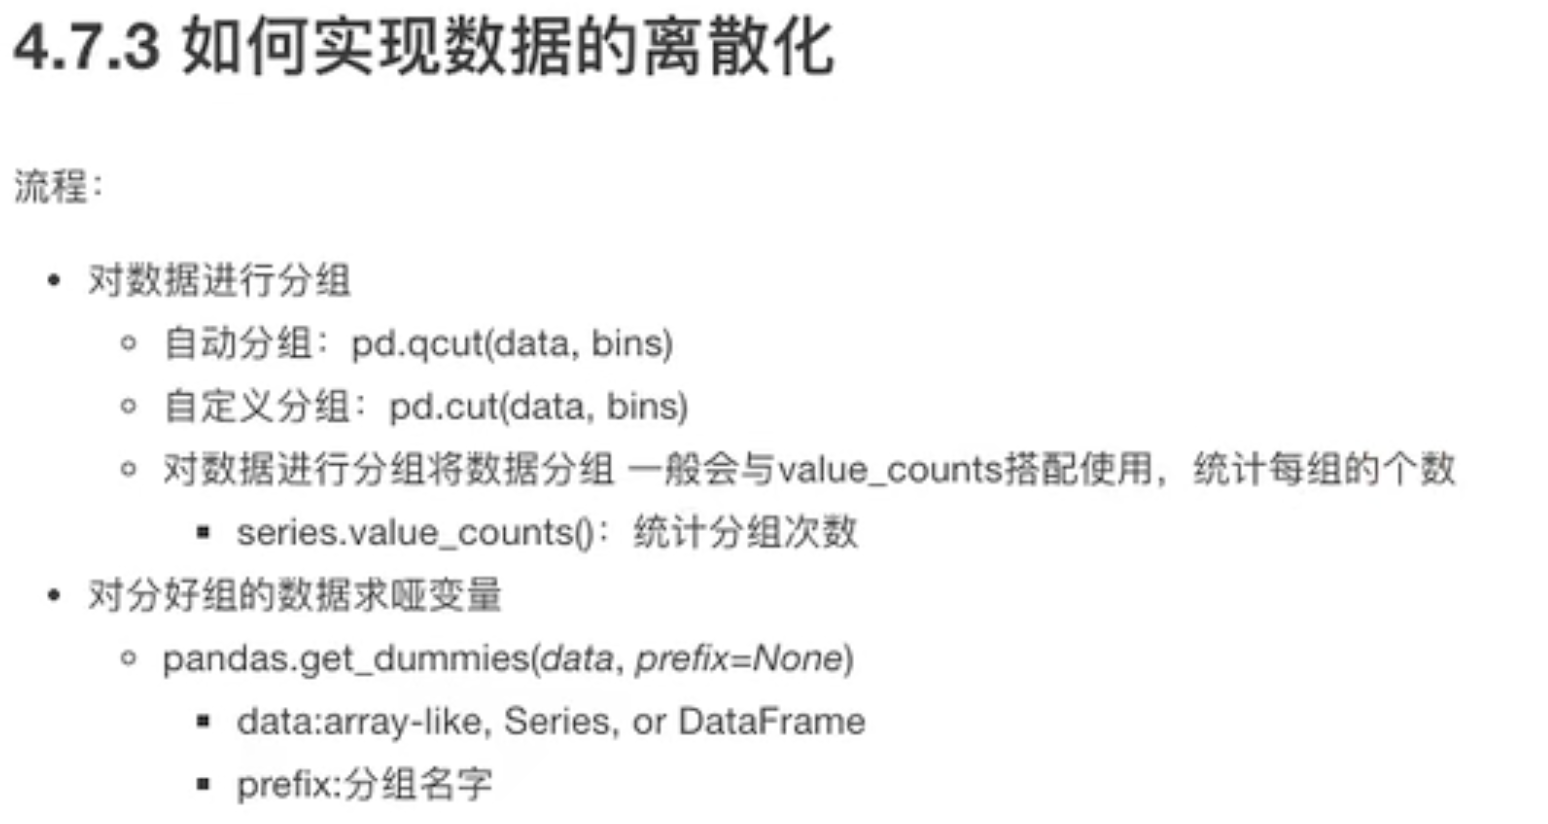 4.7.3 如何实现数据的离散化
流程：
• 对数据进行分组
◦ 自动分组：pd.qcut(data, bins)
◦ 自定义分组：pd.cut(data, bins)
◦ 对数据进行分组将数据分组 一般会与value_counts搭配使用，统计每组的个数
▪ series.value_counts()：统计分组次数
• 对分好组的数据求哑变量
◦ pandas.get_dummies(data, prefix=None)
▪ data:array-like, Series, or DataFrame
▪ prefix:分组名字